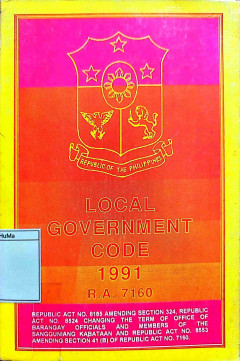 REPUBLIC OF THE PHILIPPINES
HuMa
LOCAL
GOVERNMENT
CODE
1991
R.A. 7160
REPUBLIC ACT NO. 8185 AMENDING SECTION 324, REPUBLIC
ACT NO. 8524 CHANGING THE TERM OF OFFICE OF
BARANGAY OFFICIALS AND MEMBERS OF THE
SANGGUNIANG KABATAAN AND REPUBLIC ACT NO. 8553
AMENDING SECTION 41 (B) OF REPUBLIC ACT NO. 7160.